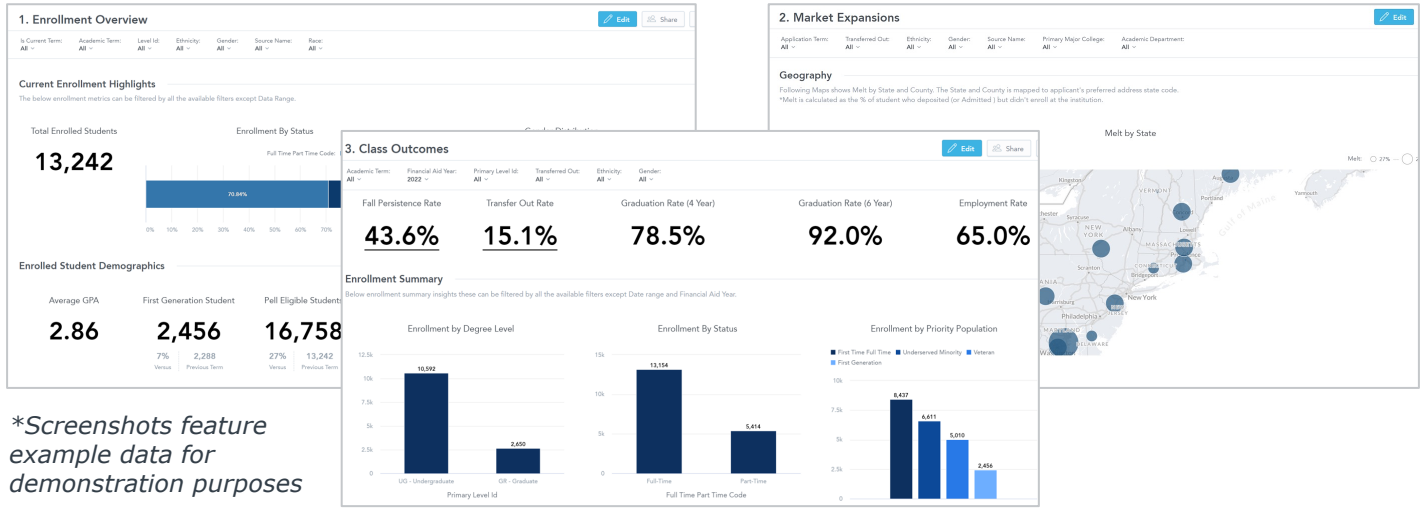 1. Enrollment Overview
Edit
Share
Is Current Term: Academic Term: Level Id: Ethnicity: Gender: Source Name: Race:
All All All All All All All
Current Enrollment Highlights
The below enrollment metrics can be filtered by all the available filters except Data Range.
Total Enrolled Students
13,242
Enrollment By Status
Full Time Part Time Code:
70.84%
0% 10% 20% 30% 40% 50% 60% 70%
Enrolled Student Demographics
Average GPA
2.86
First Generation Student
2,456
7% 2,288
Versus Previous Term
Pell Eligible Students
16,758
27% 13,242
Versus Previous Term
2. Market Expansions
Edit
Application Term: Transferred Out: Ethnicity: Gender: Source Name: Primary Major College: Academic Department:
All All All All All All All
Geography
Following Maps shows Melt by State and County. The State and County is mapped to applicant's preferred address state code.
*Melt is calculated as the % of student who deposited (or Admitted ) but didn't enroll at the institution.
Melt by State
Melt: 27%
Kingston
VERMONT
Portland
Yarmouth
Gulf of Maine
Syracuse
NEW YORK
Albany
Lowell
MASSACHUSETTS
Scranton
Bridgeport
New York
Philadelphia
JERSEY
MARYLAND
DELAWARE
3. Class Outcomes
Edit
Share
Academic Term: Financial Aid Year: Primary Level Id: Transferred Out: Ethnicity: Gender:
All 2022 All All All All
Fall Persistence Rate
43.6%
Transfer Out Rate
15.1%
Graduation Rate (4 Year)
78.5%
Graduation Rate (6 Year)
92.0%
Employment Rate
65.0%
Enrollment Summary
Below enrollment summary insights these can be filtered by all the available filters except Date range and Financial Aid Year.
Enrollment by Degree Level
12.5k
10k
7.5k
5k
2.5k
0
10,592
2,650
UG - Undergraduate GR - Graduate
Primary Level Id
Enrollment By Status
15k
10k
5k
0
13,154
5,414
Full-Time Part-Time
Full Time Part Time Code
Enrollment by Priority Population
First Time Full Time Underserved Minority Veteran
First Generation
10k
7.5k
5k
2.5k
0
8,437
6,611
5,010
2,456
*Screenshots feature
example data for
demonstration purposes